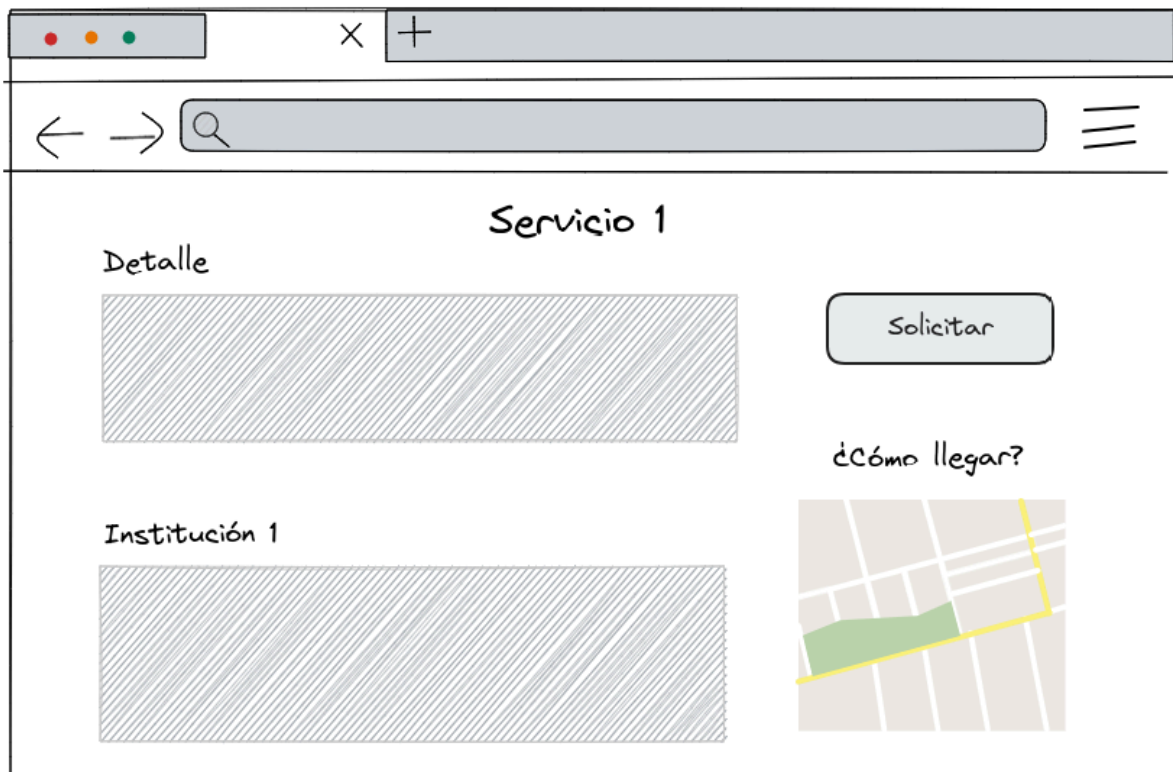 Servicio 1
Detalle
Solicitar
¿Cómo llegar?
Institución 1